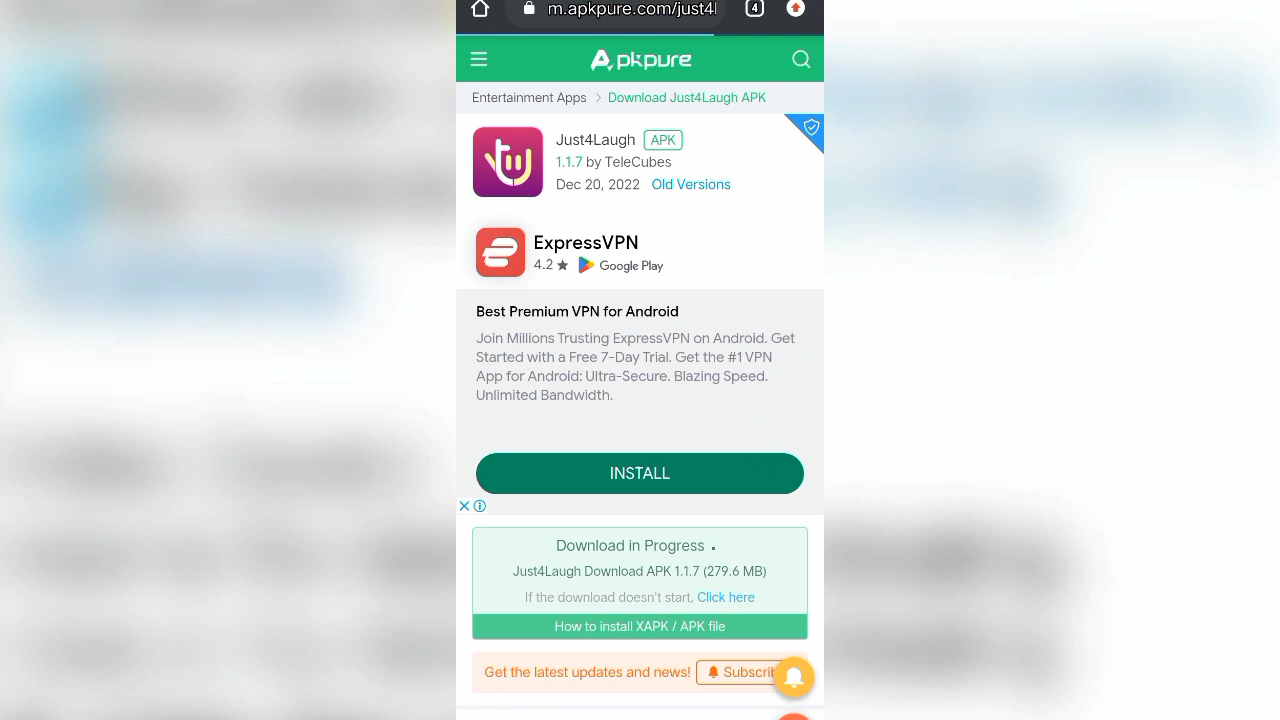 m.apkpure.com/just4l
4
Apkpure
Entertainment Apps > Download Just4Laugh APK
Just4Laugh APK
1.1.7 by TeleCubes
Dec 20, 2022 Old Versions
ExpressVPN
4.2 ★ Google Play
Best Premium VPN for Android
Join Millions Trusting ExpressVPN on Android. Get
Started with a Free 7-Day Trial. Get the #1 VPN
App for Android: Ultra-Secure. Blazing Speed.
Unlimited Bandwidth.
INSTALL
Download in Progress .
Just4Laugh Download APK 1.1.7 (279.6 MB)
If the download doesn't start, Click here
How to install XAPK / APK file
Get the latest updates and news! Subscrib